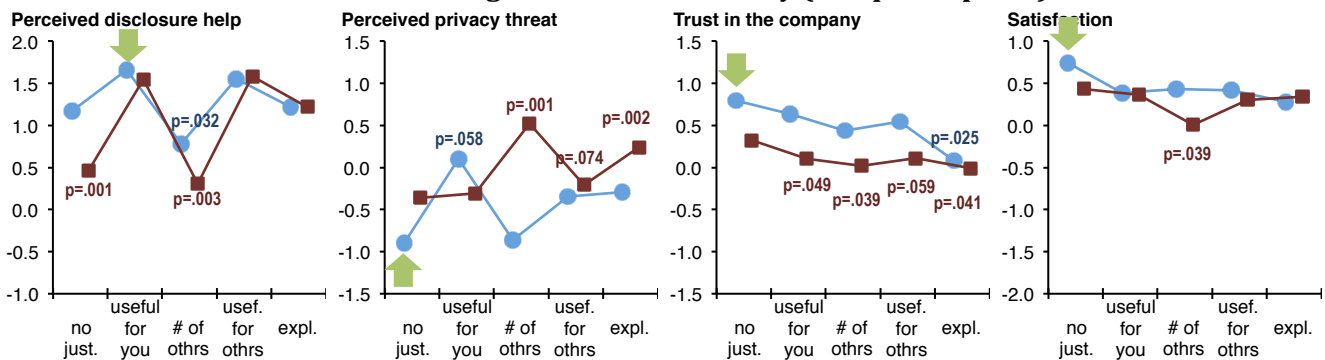 Perceived disclosure help
2.0
1.5
1.0
0.5
0.0
-0.5
-1.0
p=.001
p=.032
p=.003
no just.
useful for you
# of othrs
usef. for othrs
expl.
Perceived privacy threat
1.5
1.0
0.5
0.0
-0.5
-1.0
-1.5
p=.058
p=.001
p=.074
p=.002
no just.
useful for you
# of othrs
usef. for othrs
expl.
Trust in the company
1.5
1.0
0.5
0.0
-0.5
-1.0
-1.5
p=.049
p=.039
p=.059
p=.025
p=.041
no just.
useful for you
# of othrs
usef. for othrs
expl.
Satisfaction
1.0
0.5
0.0
-0.5
-1.0
-1.5
-2.0
p=.039
no just.
useful for you
# of othrs
usef. for othrs
expl.